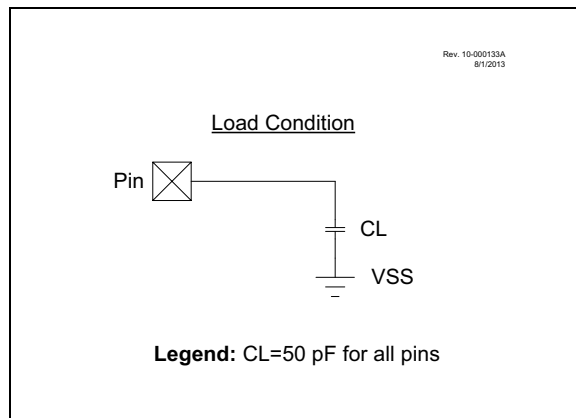 Rev. 10-000133A
8/1/2013
Load Condition
Pin
CL
VSS
Legend: CL=50 pF for all pins